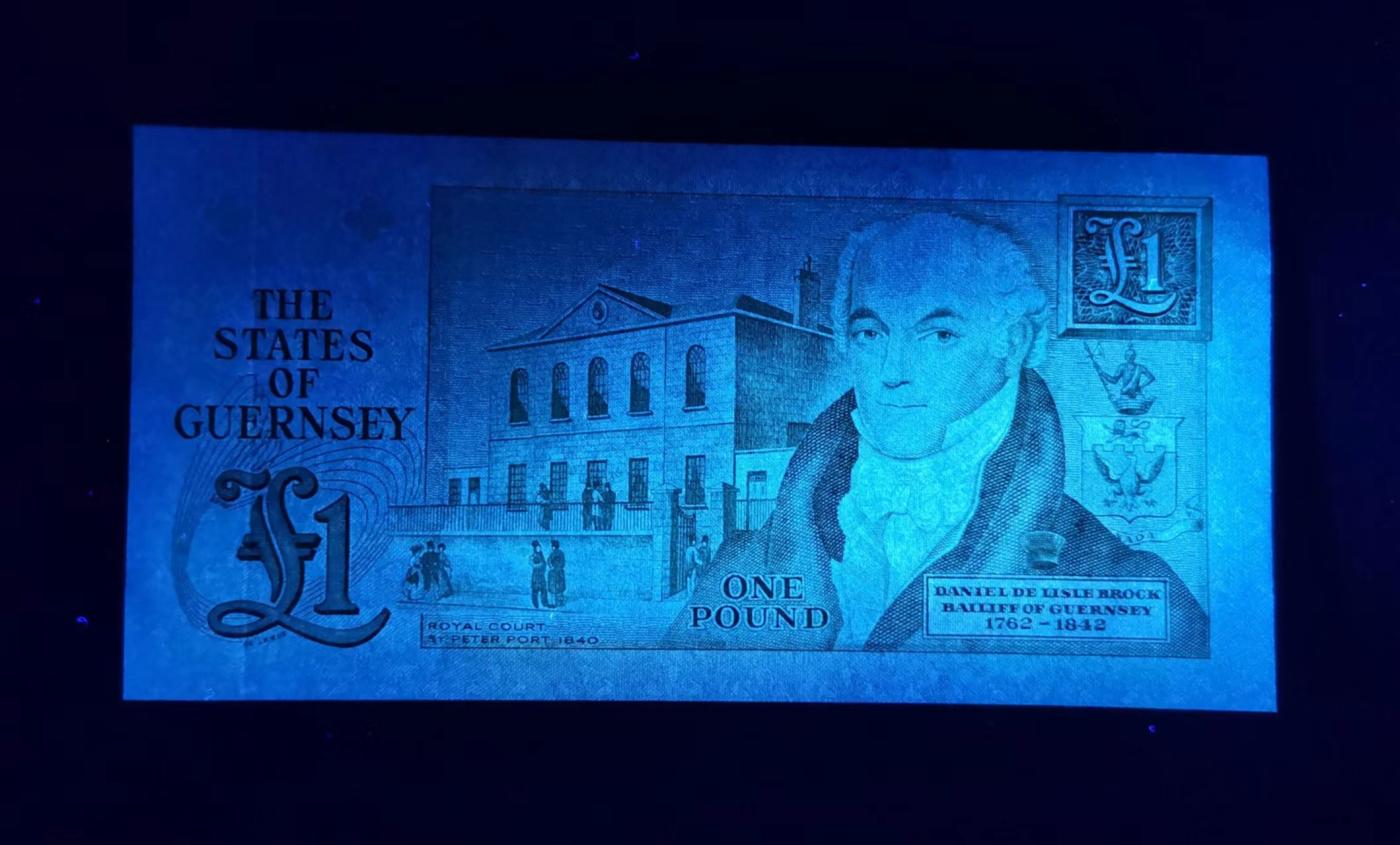 THE
STATES
OF
GUERNSEY
£1
£1
ROYAL COURT
ST PETER PORT 1840
ONE
POUND
DANIEL DE LISLE BROCK
BAILIFF OF GUERNSEY
1762 – 1842